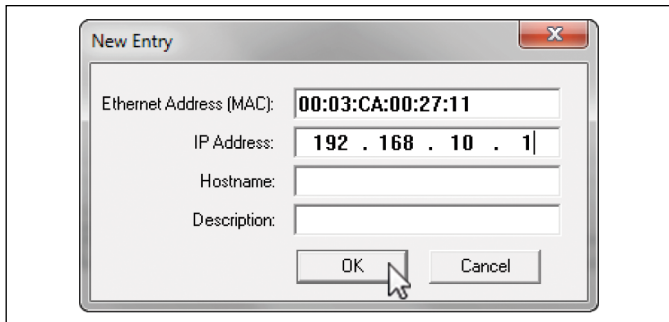 New Entry
Ethernet Address (MAC): 00:03:CA:00:27:11
IP Address: 192 . 168 . 10 . 1
Hostname:
Description:
OK Cancel